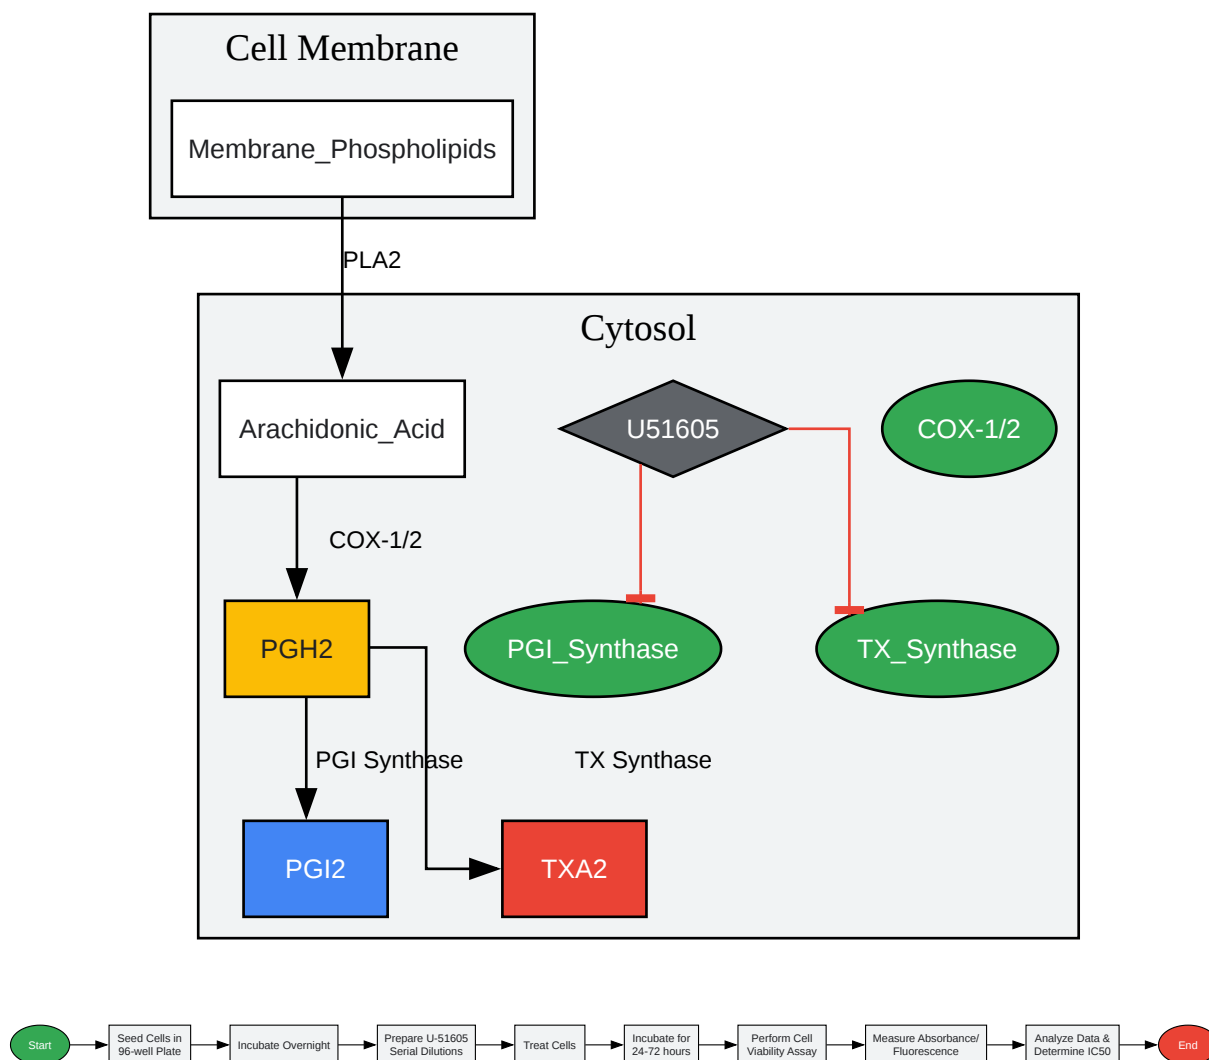 Cell Membrane
Membrane_Phospholipids
PLA2
Cytosol
Arachidonic_Acid
U51605
COX-1/2
COX-1/2
PGH2
PGI_Synthase
TX_Synthase
PGI Synthase
TX Synthase
PGI2
TXA2
Start
Seed Cells in
96-well Plate
Incubate Overnight
Prepare U-51605
Serial Dilutions
Treat Cells
Incubate for
24-72 hours
Perform Cell
Viability Assay
Measure Absorbance/
Fluorescence
Analyze Data &
Determine IC50
End